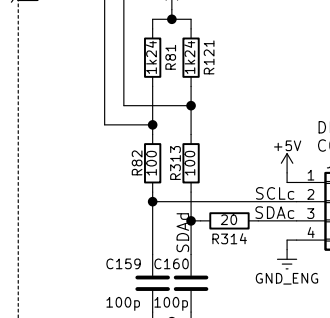 1k24
R81
1k24
R121
R82
100
R313
100
+5V
1
SCLc
2
SDAc
3
4
20
R314
SDAd
GND_ENG
C159
C160
100p
100p